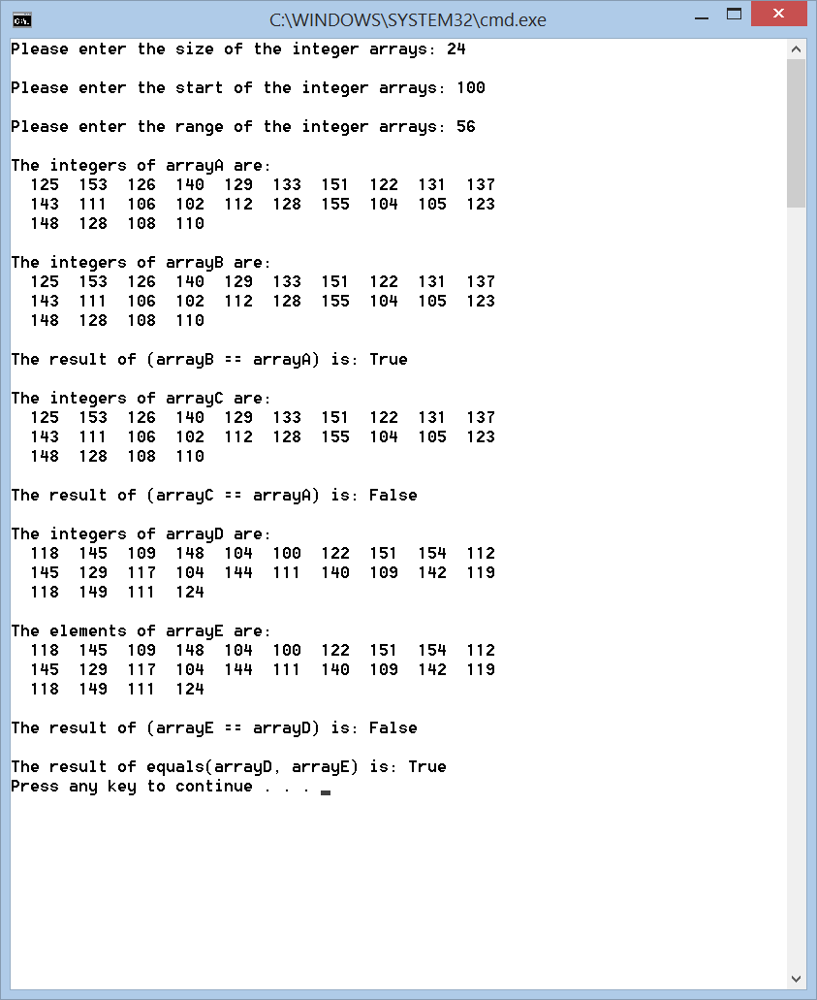 C:\WINDOWS\SYSTEM32\cmd.exe
Please enter the size of the integer arrays: 24
Please enter the start of the integer arrays: 100
Please enter the range of the integer arrays: 56
The integers of arrayA are:
125 153 126 140 129 133 151 122 131 137
143 111 106 102 112 128 155 104 105 123
148 128 108 110
The integers of arrayB are:
125 153 126 140 129 133 151 122 131 137
143 111 106 102 112 128 155 104 105 123
148 128 108 110
The result of (arrayB == arrayA) is: True
The integers of arrayC are:
125 153 126 140 129 133 151 122 131 137
143 111 106 102 112 128 155 104 105 123
148 128 108 110
The result of (arrayC == arrayA) is: False
The integers of arrayD are:
118 145 109 148 104 100 122 151 154 112
145 129 117 104 144 111 140 109 142 119
118 149 111 124
The elements of arrayE are:
118 145 109 148 104 100 122 151 154 112
145 129 117 104 144 111 140 109 142 119
118 149 111 124
The result of (arrayE == arrayD) is: False
The result of equals(arrayD, arrayE) is: True
Press any key to continue . . .